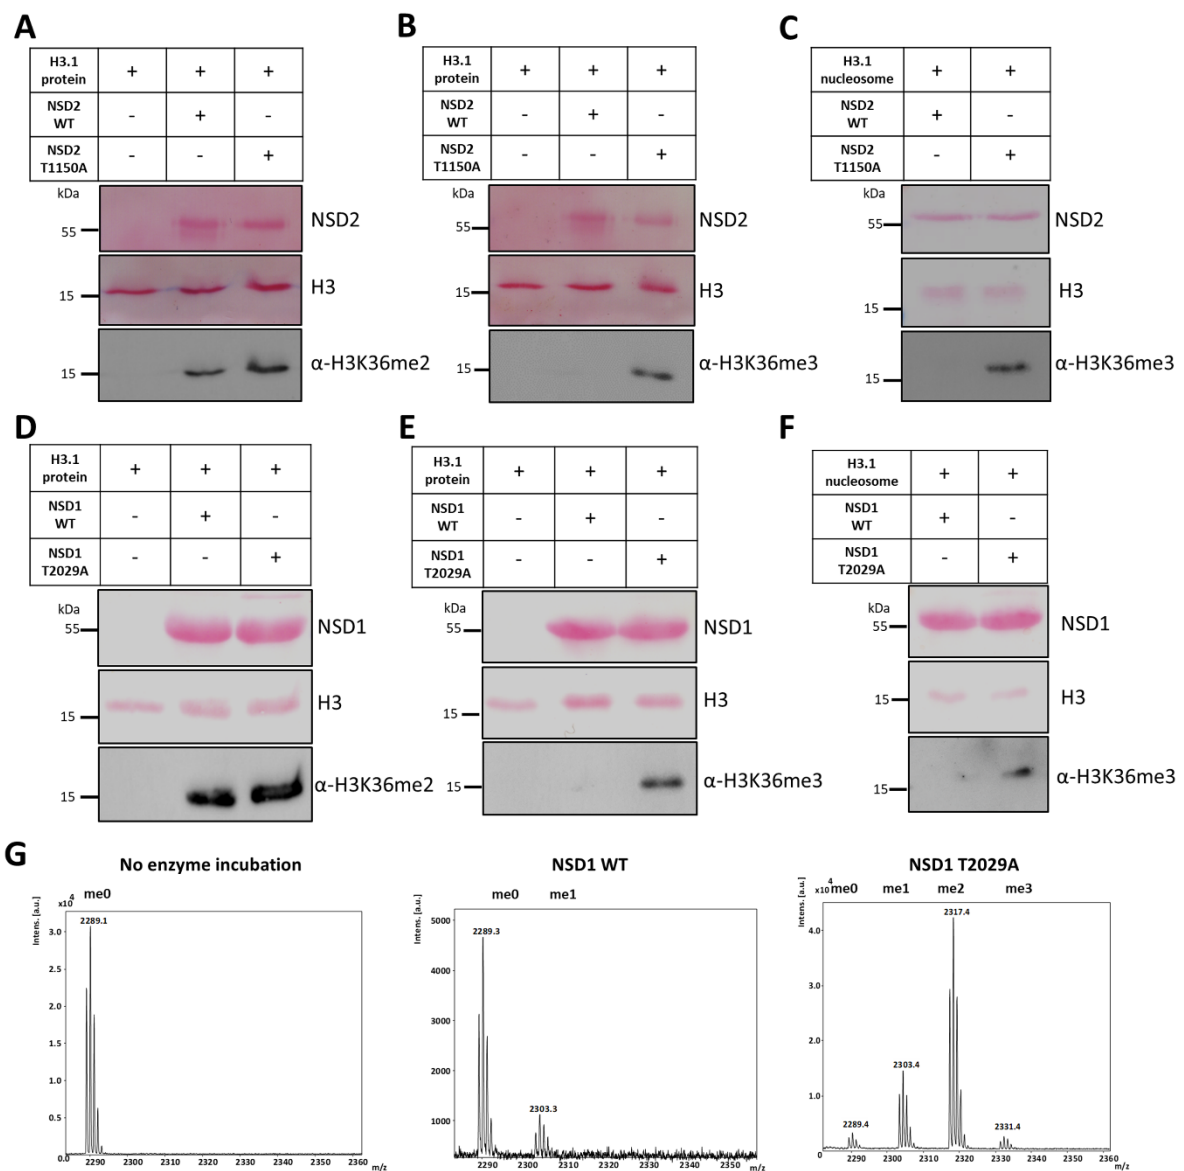 A
H3.1 protein + + +
NSD2 WT - + -
NSD2 T1150A - - +
kDa
55
NSD2
15
H3
15
α-H3K36me2
B
H3.1 protein + + +
NSD2 WT - + -
NSD2 T1150A - - +
kDa
55
NSD2
15
H3
15
α-H3K36me3
C
H3.1 nucleosome + +
NSD2 WT + -
NSD2 T1150A - +
kDa
55
NSD2
15
H3
15
α-H3K36me3
D
H3.1 protein + + +
NSD1 WT - + -
NSD1 T2029A - - +
kDa
55
NSD1
15
H3
15
α-H3K36me2
E
H3.1 protein + + +
NSD1 WT - + -
NSD1 T2029A - - +
kDa
55
NSD1
15
H3
15
α-H3K36me3
F
H3.1 nucleosome + +
NSD1 WT + -
NSD1 T2029A - +
kDa
55
NSD1
15
H3
15
α-H3K36me3
G
No enzyme incubation
me0
x10 4
Intens. [a.u.]
2289.1
3.0
2.5
2.0
1.5
1.0
0.5
0.0
2290 2300 2310 2320 2330 2340 2350 2360
m/z
NSD1 WT
me0 me1
Intens. [a.u.]
5000
2289.3
4000
3000
2000
2303.3
1000
2290 2300 2310 2320 2330 2340 2350
m/z
NSD1 T2029A
x10 4 me0 me1 me2 me3
Intens. [a.u.]
2317.4
4.0
3.0
2.0
2303.4
1.0
2289.4
2331.4
2290 2300 2310 2320 2330 2340 2350 2360
m/z